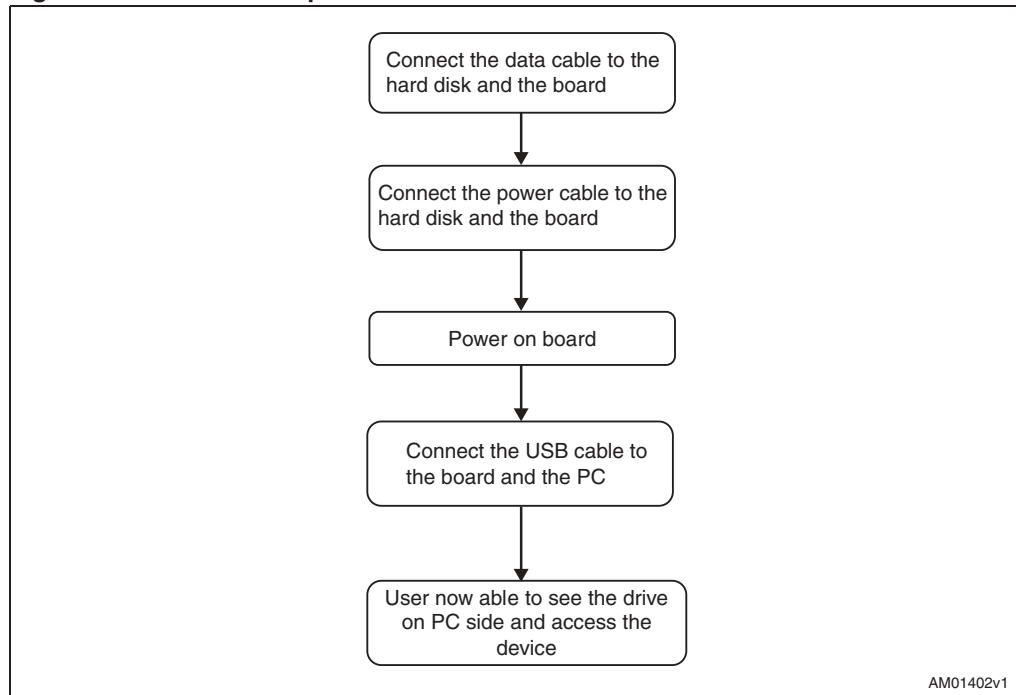 Connect the data cable to the
hard disk and the board
Connect the power cable to the
hard disk and the board
Power on board
Connect the USB cable to
the board and the PC
User now able to see the drive
on PC side and access the
device
AM01402v1